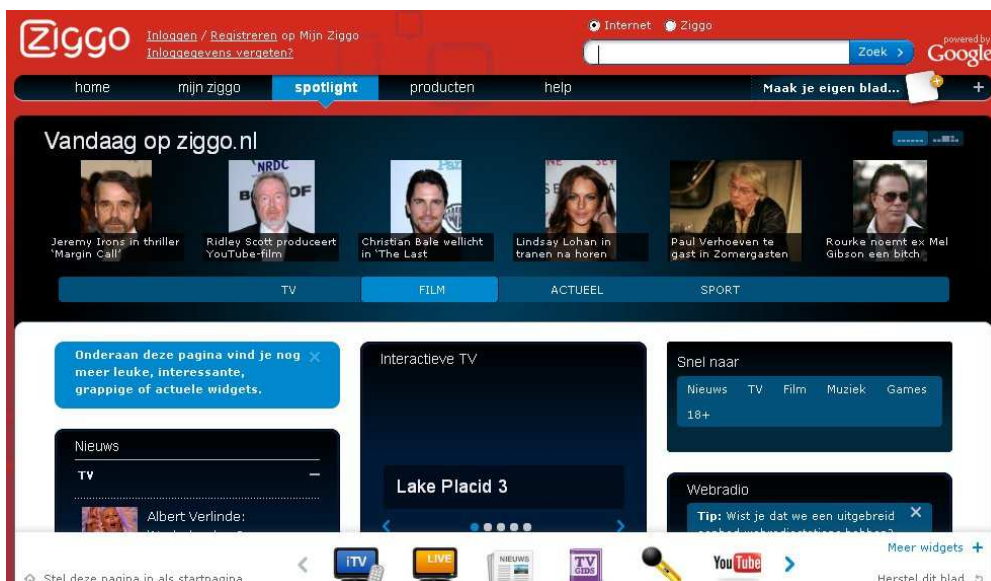 ziggo
Inloggen / Registreren op Mijn Ziggo
Inloggegevens vergeten?
Internet Ziggo
Zoek >
powered by
Google
home mijn ziggo spotlight producten help Maak je eigen blad... +
Vandaag op ziggo.nl
NRDC
Jeremy Irons in thriller
'Margin Call'
Ridley Scott produceert
YouTube-film
Christian Bale wellicht
in 'The Last
Lindsay Lohan in
tranen na horen
Paul Verhoeven te
gast in Zomergasten
Rourke noemt ex Mel
Gibson een bitch
TV FILM ACTUEEL SPORT
Onderaan deze pagina vind je nog
meer leuke, interessante,
grappige of actuele widgets.
Interactieve TV
Lake Placid 3
Snel naar
Nieuws TV Film Muziek Games
18+
Nieuws
TV
Albert Verlinde:
Webradio
Tip: Wist je dat we een uitgebreid
Meer widgets +
iTV
LIVE
NIEUWS
TV
GIDS
YouTube
Stel deze pagina in als startpagina
Herstel dit blad